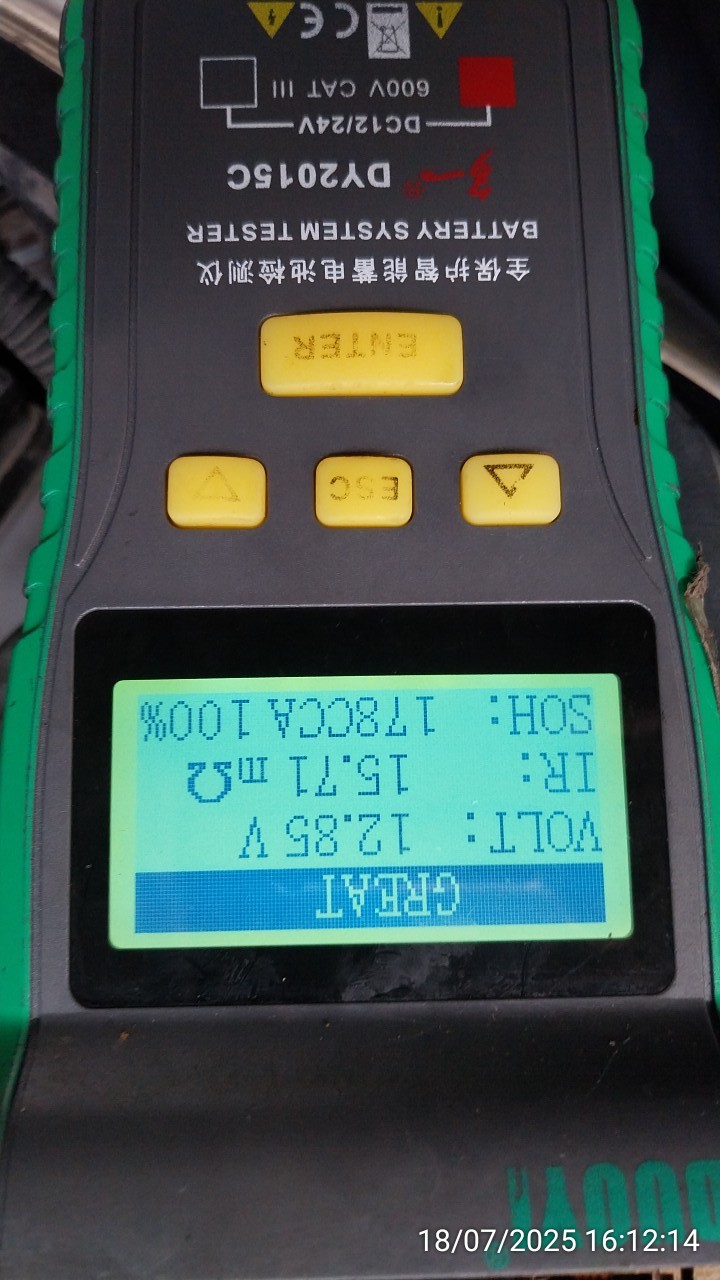 DUUYI
GREAT
VOLT: 12.85 V
IR: 15.71 mΩ
SOH: 178CCA 100%
ESC
ENTER
全保护智能蓄电池检测仪
BATTERY SYSTEM TESTER
DY2015C
DC12/24V
600V CAT III
CE
18/07/2025 16:12:14